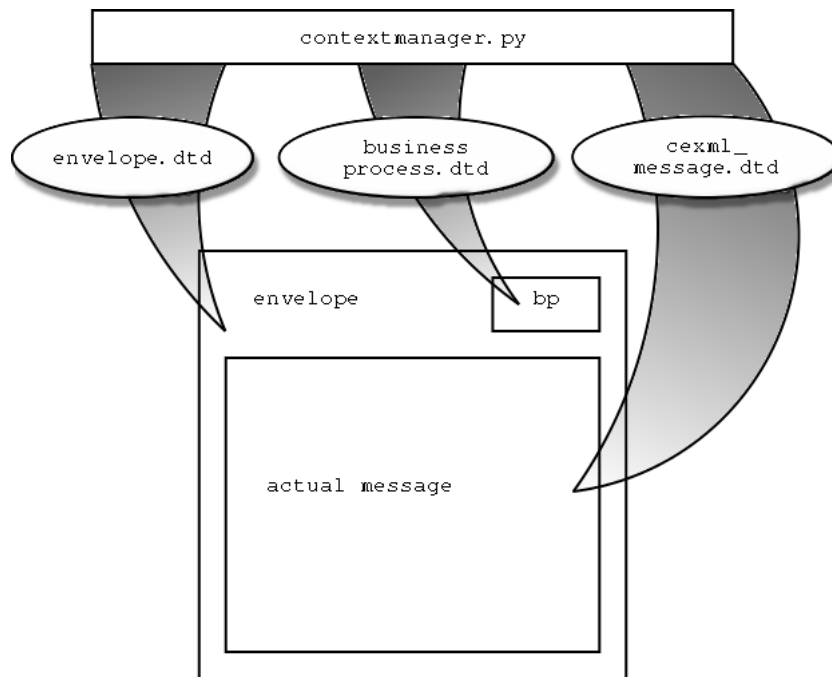 contextmanager.py
envelope.dtd
business
process.dtd
cexml_
message.dtd
envelope
bp
actual message